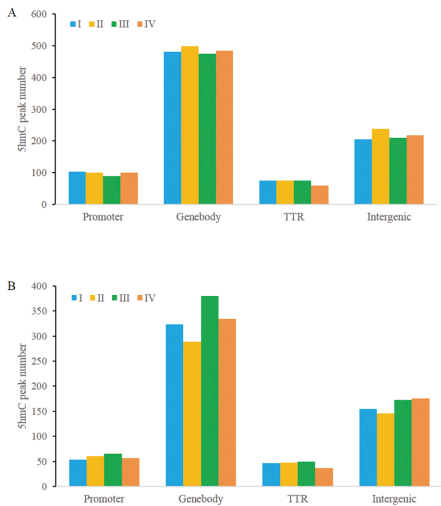 A
600
I II III IV
500
400
300
200
100
0
5hmC peak number
Promoter Genebody TTR Intergenic
B
400
I II III IV
350
300
250
200
150
100
50
0
5hmC peak number
Promoter Genebody TTR Intergenic